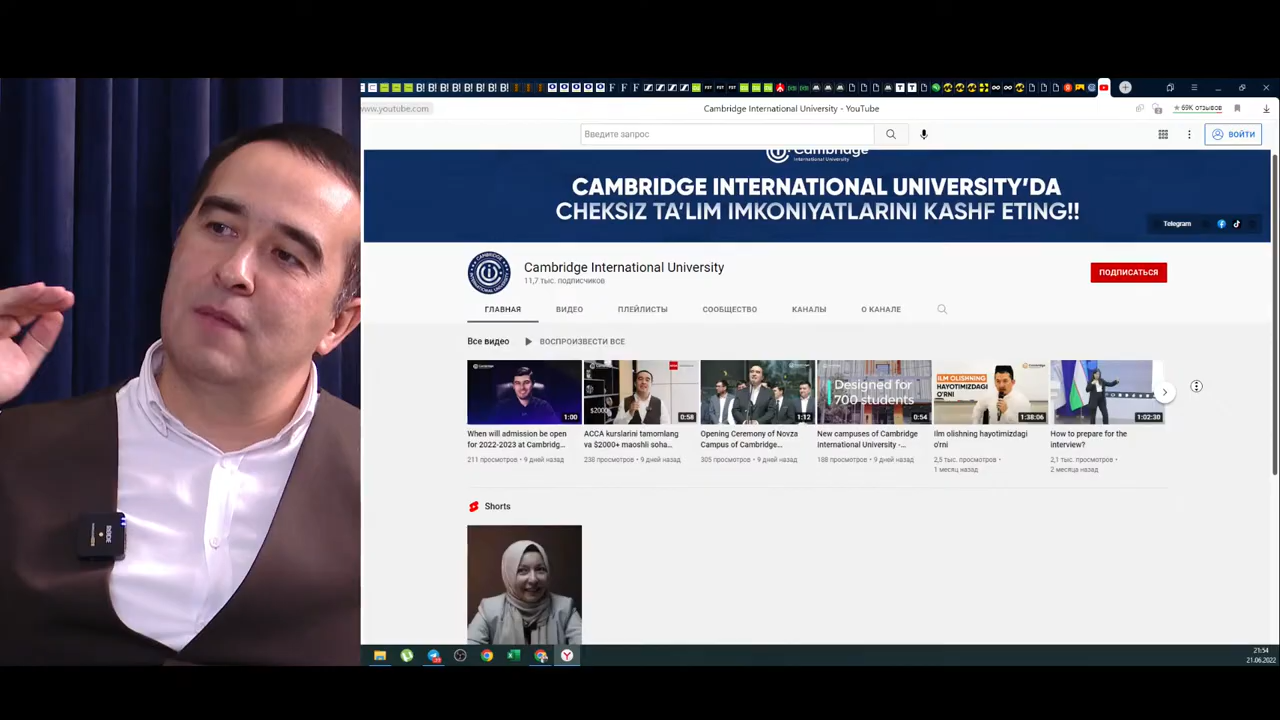 www.youtube.com
Cambridge International University - YouTube
69K отзывов
Введите запрос
ВОЙТИ
Cambridge
International University
CAMBRIDGE INTERNATIONAL UNIVERSITY'DA
CHEKSIZ TA'LIM IMKONIYATLARINI KASHF ETING!!
Telegram
Cambridge International University
11,7 тыс. подписчиков
ПОДПИСАТЬСЯ
ГЛАВНАЯ ВИДЕО ПЛЕЙЛИСТЫ СООБЩЕСТВО КАНАЛЫ О КАНАЛЕ
Все видео ВОСПРОИЗВЕСТИ ВСЕ
1:00
$2000
0:58
1:12
Designed for
700 students
0:54
ILM OLISHNING
HAYOTIMIZDAGI
O'RNI
1:38:06
1:02:30
When will admission be open
for 2022-2023 at Cambridg...
211 просмотров • 9 дней назад
ACCA kurslarini tamomlang
va $2000+ maoshli soha...
238 просмотров • 9 дней назад
Opening Ceremony of Novza
Campus of Cambridge...
305 просмотров • 9 дней назад
New campuses of Cambridge
International University -...
188 просмотров • 9 дней назад
Ilm olishning hayotimizdagi
o'rni
2,5 тыс. просмотров •
1 месяц назад
How to prepare for the
interview?
2,1 тыс. просмотров •
2 месяца назад
Shorts
RODE
21:54
21.06.2022